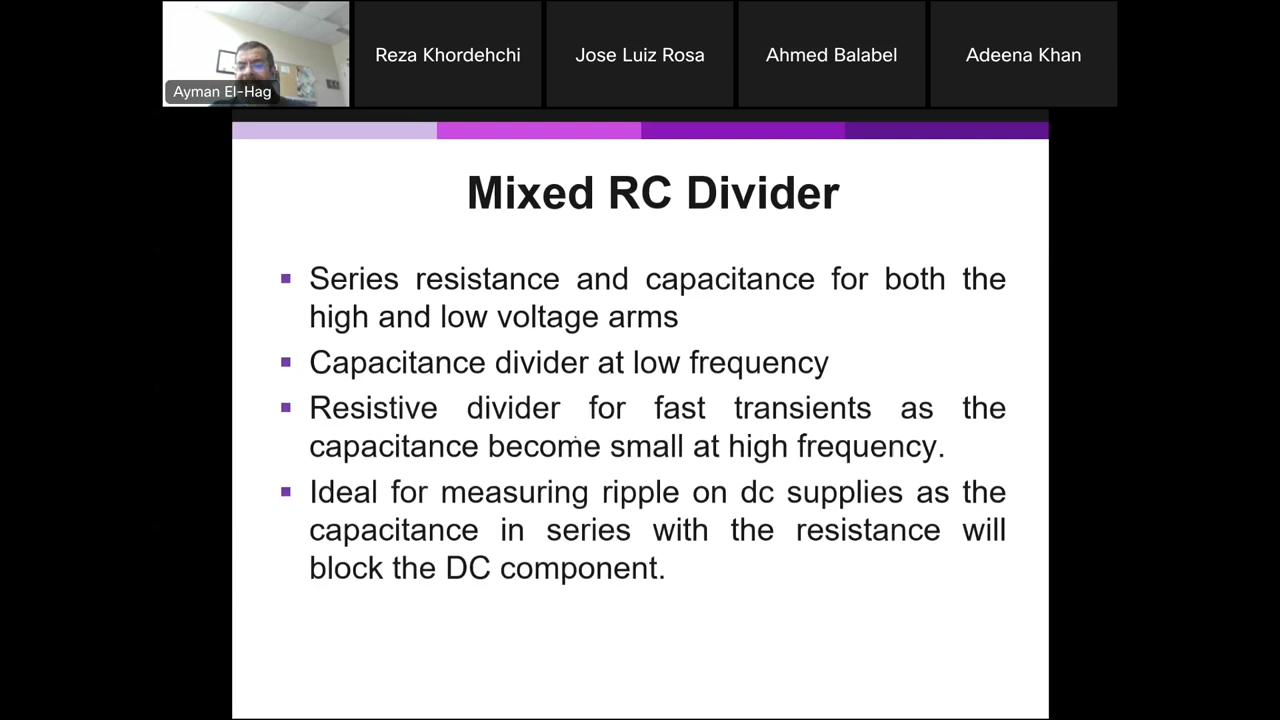 Ayman El-Hag
Reza Khordehchi
Jose Luiz Rosa
Ahmed Balabel
Adeena Khan
Mixed RC Divider
Series resistance and capacitance for both the
high and low voltage arms
Capacitance divider at low frequency
Resistive divider for fast transients as the
capacitance become small at high frequency.
Ideal for measuring ripple on dc supplies as the
capacitance in series with the resistance will
block the DC component.